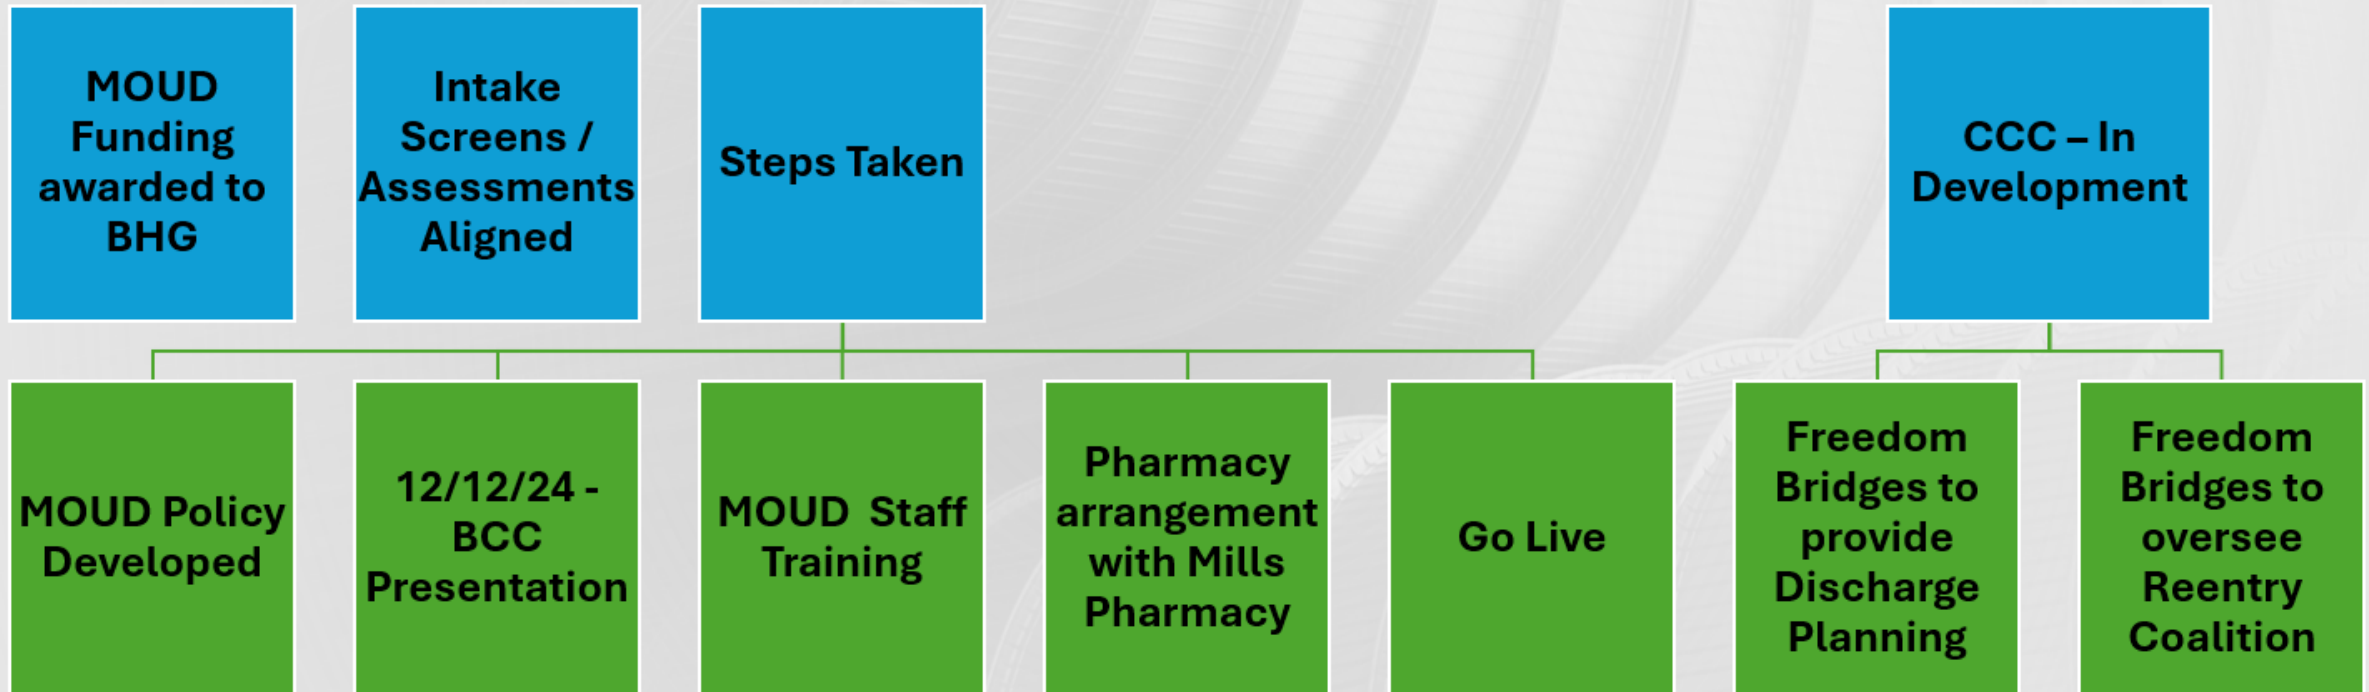 MOUD
Funding
awarded to
BHG
Intake
Screens /
Assessments
Aligned
Steps Taken
CCC – In
Development
MOUD Policy
Developed
12/12/24 -
BCC
Presentation
MOUD  Staff
Training
Pharmacy
arrangement
with Mills
Pharmacy
Go Live
Freedom
Bridges to
provide
Discharge
Planning
Freedom
Bridges to
oversee
Reentry
Coalition